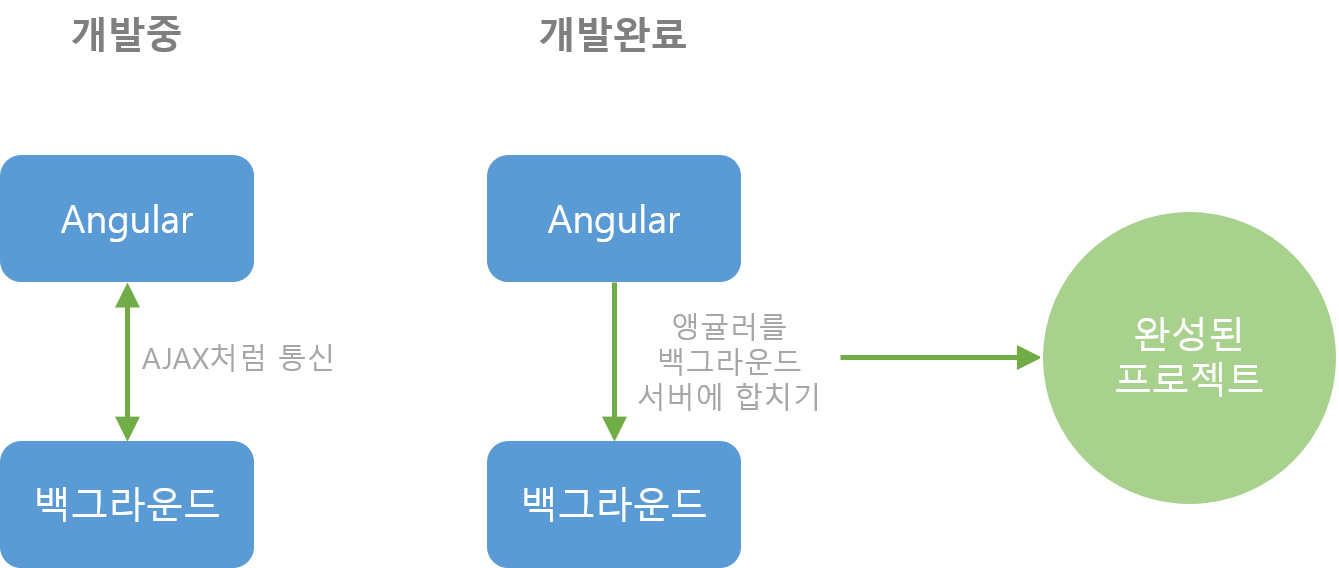 개발중
개발완료
Angular
Angular
AJAX처럼 통신
앵귤러를
백그라운드
서버에 합치기
완성된
프로젝트
백그라운드
백그라운드